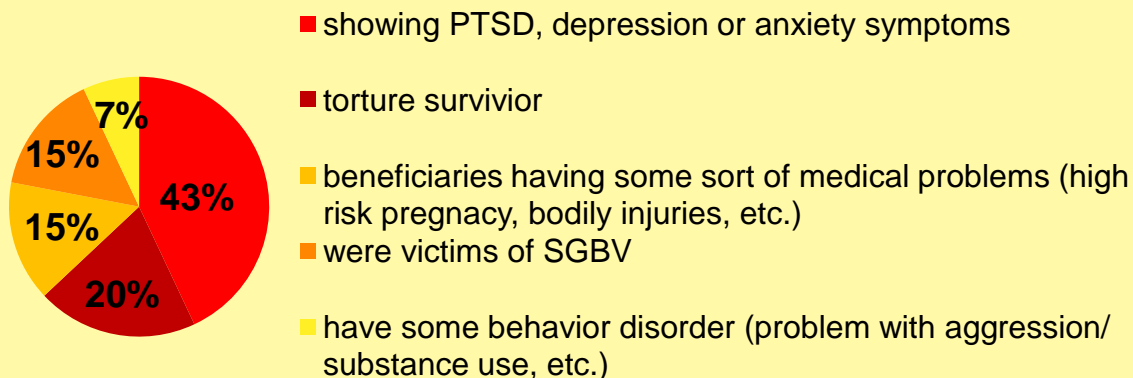 showing PTSD, depression or anxiety symptoms
torture survivior
beneficiaries having some sort of medical problems (high
risk pregnacy, bodily injuries, etc.)
were victims of SGBV
have some behavior disorder (problem with aggression/
substance use, etc.)
7%
15%
43%
15%
20%